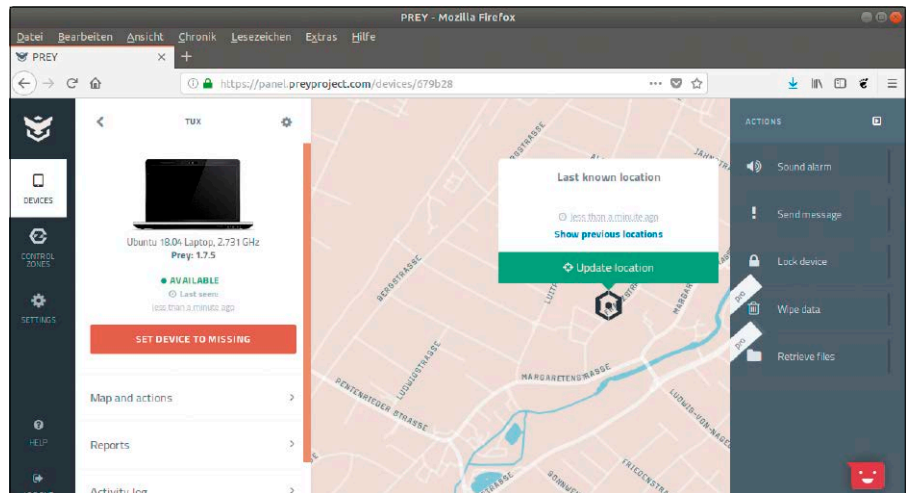 PREY - Mozilla Firefox
Datei Bearbeiten Ansicht Chronik Lesezeichen Extras Hilfe
PREY
https://panel.preyproject.com/devices/679b28
TUX
ACTIONS
DEVICES
CONTROL
ZONES
SETTINGS
HELP
Ubuntu 18.04 Laptop, 2.731 GHz
Prey: 1.7.5
AVAILABLE
Last seen:
less than a minute ago
SET DEVICE TO MISSING
Map and actions
Reports
Activity log
Last known location
less than a minute ago
Show previous locations
Update location
BERGSTRASSE
LUDWIGSTRASSE
PENTENRIEDER STRASSE
MARGARETENSTRASSE
Sound alarm
Send message
Lock device
pro
Wipe data
pro
Retrieve files